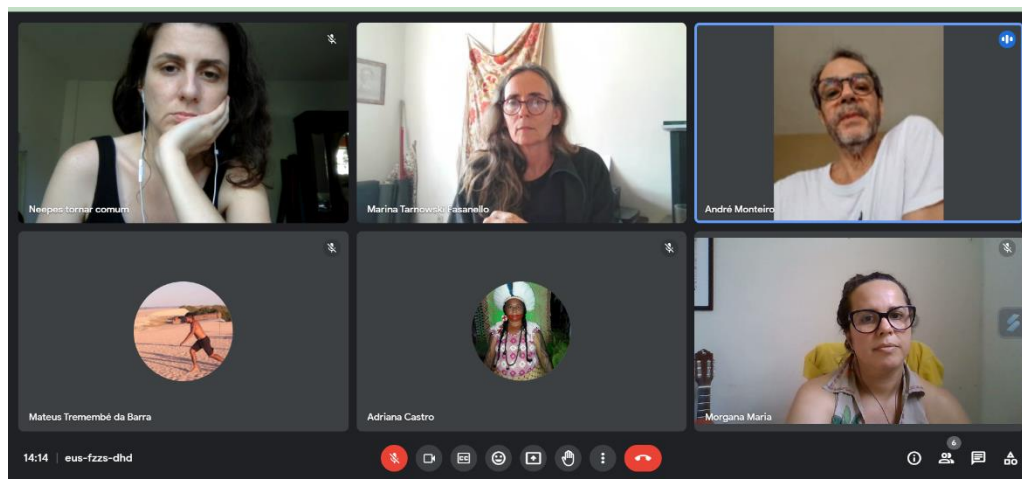 Neepes tornar comum
Marina Tarnowski Fasanello
André Monteiro
Mateus Tremembé da Barra
Adriana Castro
Morgana Maria
14:14 | eus-fzzs-dhd
CC
6